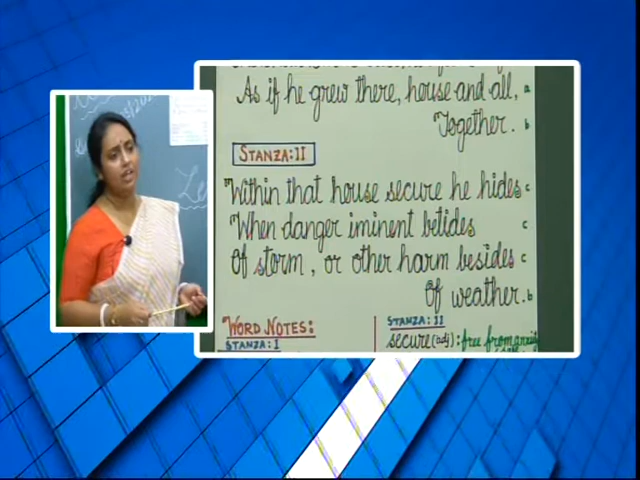 As if he grew there, house and all, a
Together. b
STANZA: II
Within that house secure he hides c
When danger iminent betides c
Of storm, or other harm besides c
Of weather. b
WORD NOTES:
STANZA: I
STANZA: II
secure (adj): free from